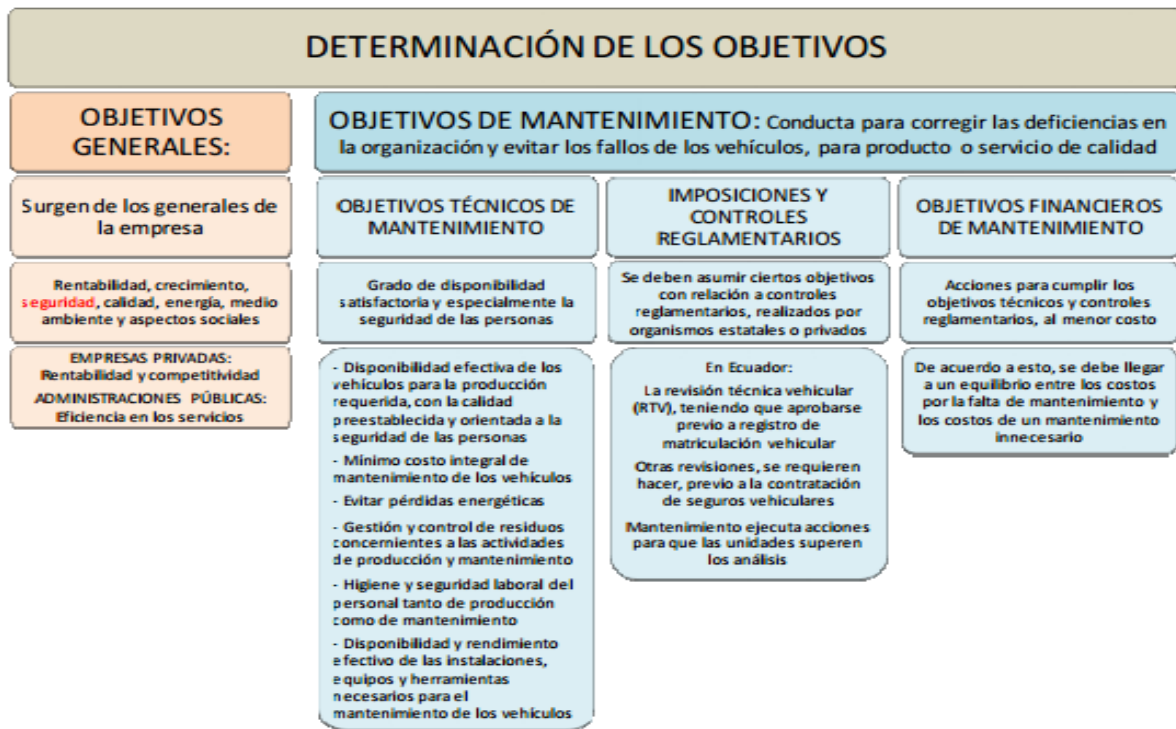 DETERMINACIÓN DE LOS OBJETIVOS
OBJETIVOS
GENERALES:
Surgen de los generales de
la empresa
Rentabilidad, crecimiento,
seguridad, calidad, energía, medio
ambiente y aspectos sociales
EMPRESAS PRIVADAS:
Rentabilidad y competitividad
ADMINISTRACIONES PÚBLICAS:
Eficiencia en los servicios
OBJETIVOS DE MANTENIMIENTO: Conducta para corregir las deficiencias en
la organización y evitar los fallos de los vehículos, para producto o servicio de calidad
OBJETIVOS TÉCNICOS DE
MANTENIMIENTO
Grado de disponibilidad
satisfactoria y especialmente la
seguridad de las personas
- Disponibilidad efectiva de los
vehículos para la producción
requerida, con la calidad
preestablecida y orientada a la
seguridad de las personas
- Mínimo costo integral de
mantenimiento de los vehículos
- Evitar pérdidas energéticas
- Gestión y control de residuos
concernientes a las actividades
de producción y mantenimiento
- Higiene y seguridad laboral del
personal tanto de producción
como de mantenimiento
- Disponibilidad y rendimiento
efectivo de las instalaciones,
equipos y herramientas
necesarios para el
mantenimiento de los vehículos
IMPOSICIONES Y
CONTROLES
REGLAMENTARIOS
Se deben asumir ciertos objetivos
con relación a controles
reglamentarios, realizados por
organismos estatales o privados
En Ecuador:
La revisión técnica vehicular
(RTV), teniendo que aprobarse
previo a registro de
matriculación vehicular
Otras revisiones, se requieren
hacer, previo a la contratación
de seguros vehiculares
Mantenimiento ejecuta acciones
para que las unidades superen
los análisis
OBJETIVOS FINANCIEROS
DE MANTENIMIENTO
Acciones para cumplir los
objetivos técnicos y controles
reglamentarios, al menor costo
De acuerdo a esto, se debe llegar
a un equilibrio entre los costos
por la falta de mantenimiento y
los costos de un mantenimiento
innecesario